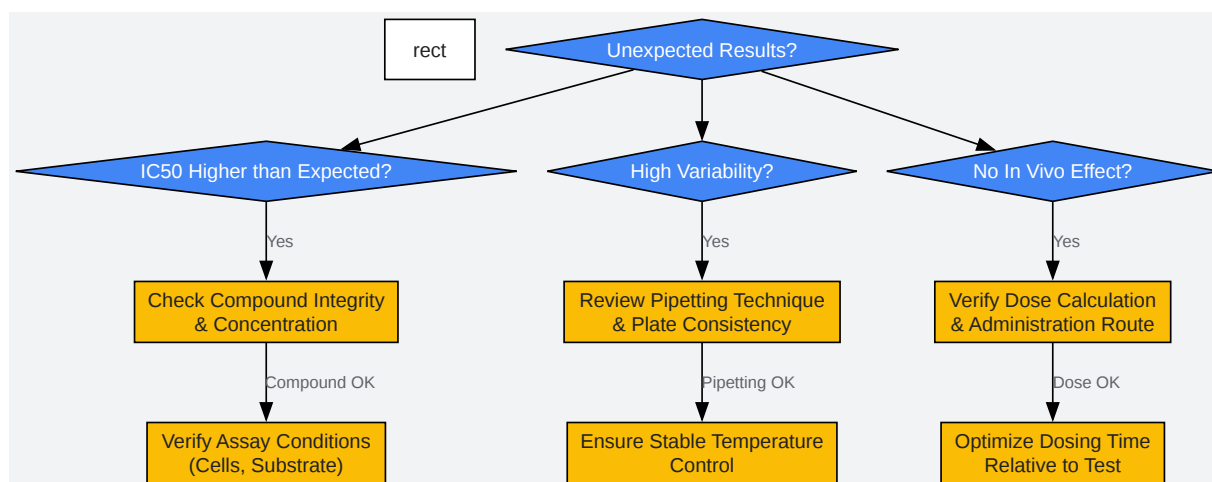 rect
Unexpected Results?
IC50 Higher than Expected?
High Variability?
No In Vivo Effect?
Yes
Yes
Yes
Check Compound Integrity
& Concentration
Review Pipetting Technique
& Plate Consistency
Verify Dose Calculation
& Administration Route
Compound OK
Pipetting OK
Dose OK
Verify Assay Conditions
(Cells, Substrate)
Ensure Stable Temperature
Control
Optimize Dosing Time
Relative to Test